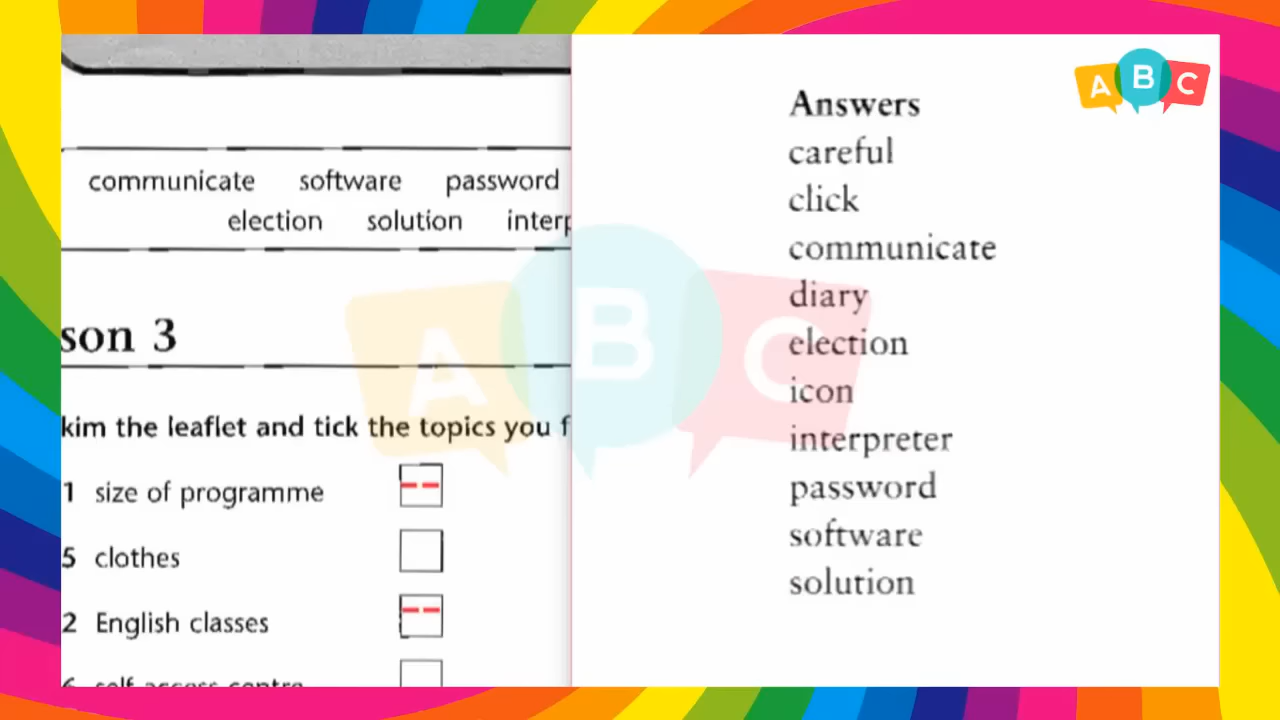 communicate software password
election solution
son 3
kim the leaflet and tick the topics you
1 size of programme
5 clothes
2 English classes
Answers
careful
click
communicate
diary
election
icon
interpreter
password
software
solution
A B C
A B C